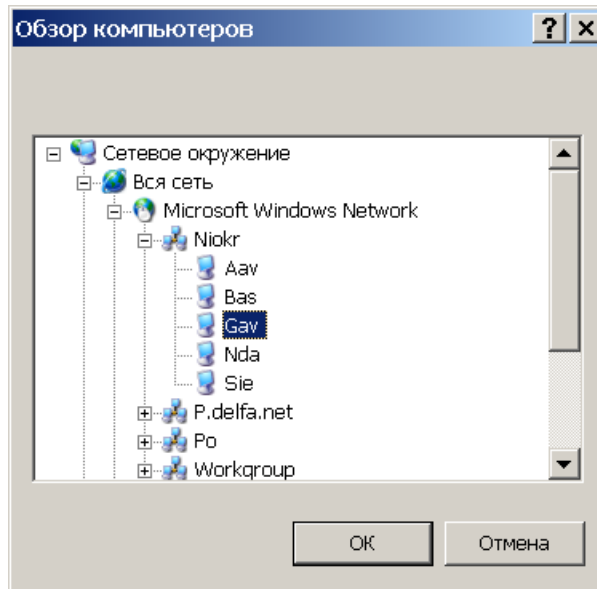 Обзор компьютеров
Сетевое окружение
Вся сеть
Microsoft Windows Network
Niokr
Aav
Bas
Gav
Nda
Sie
P.delfa.net
Po
Workgroup
ОК
Отмена